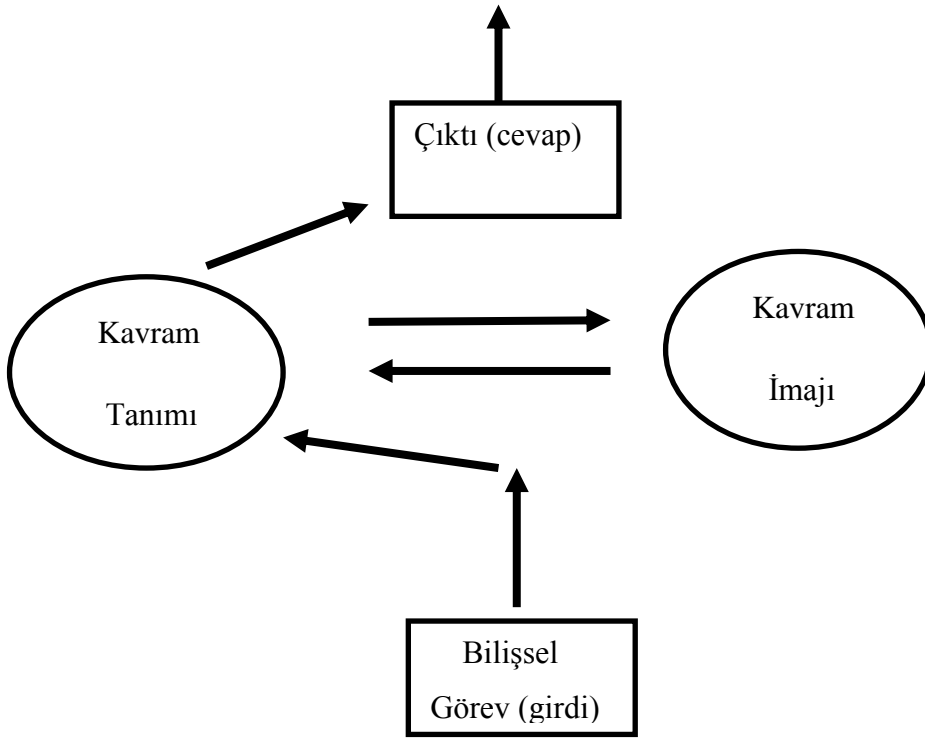 Çıktı (cevap)
Kavram
Tanımı
Kavram
İmajı
Bilişsel
Görev (girdi)